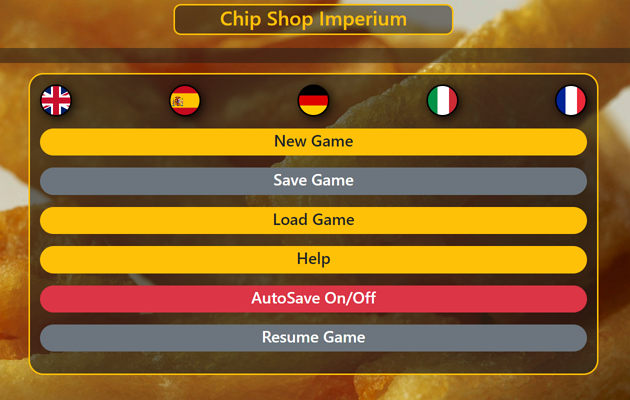 Chip Shop Imperium
New Game
Save Game
Load Game
Help
AutoSave On/Off
Resume Game